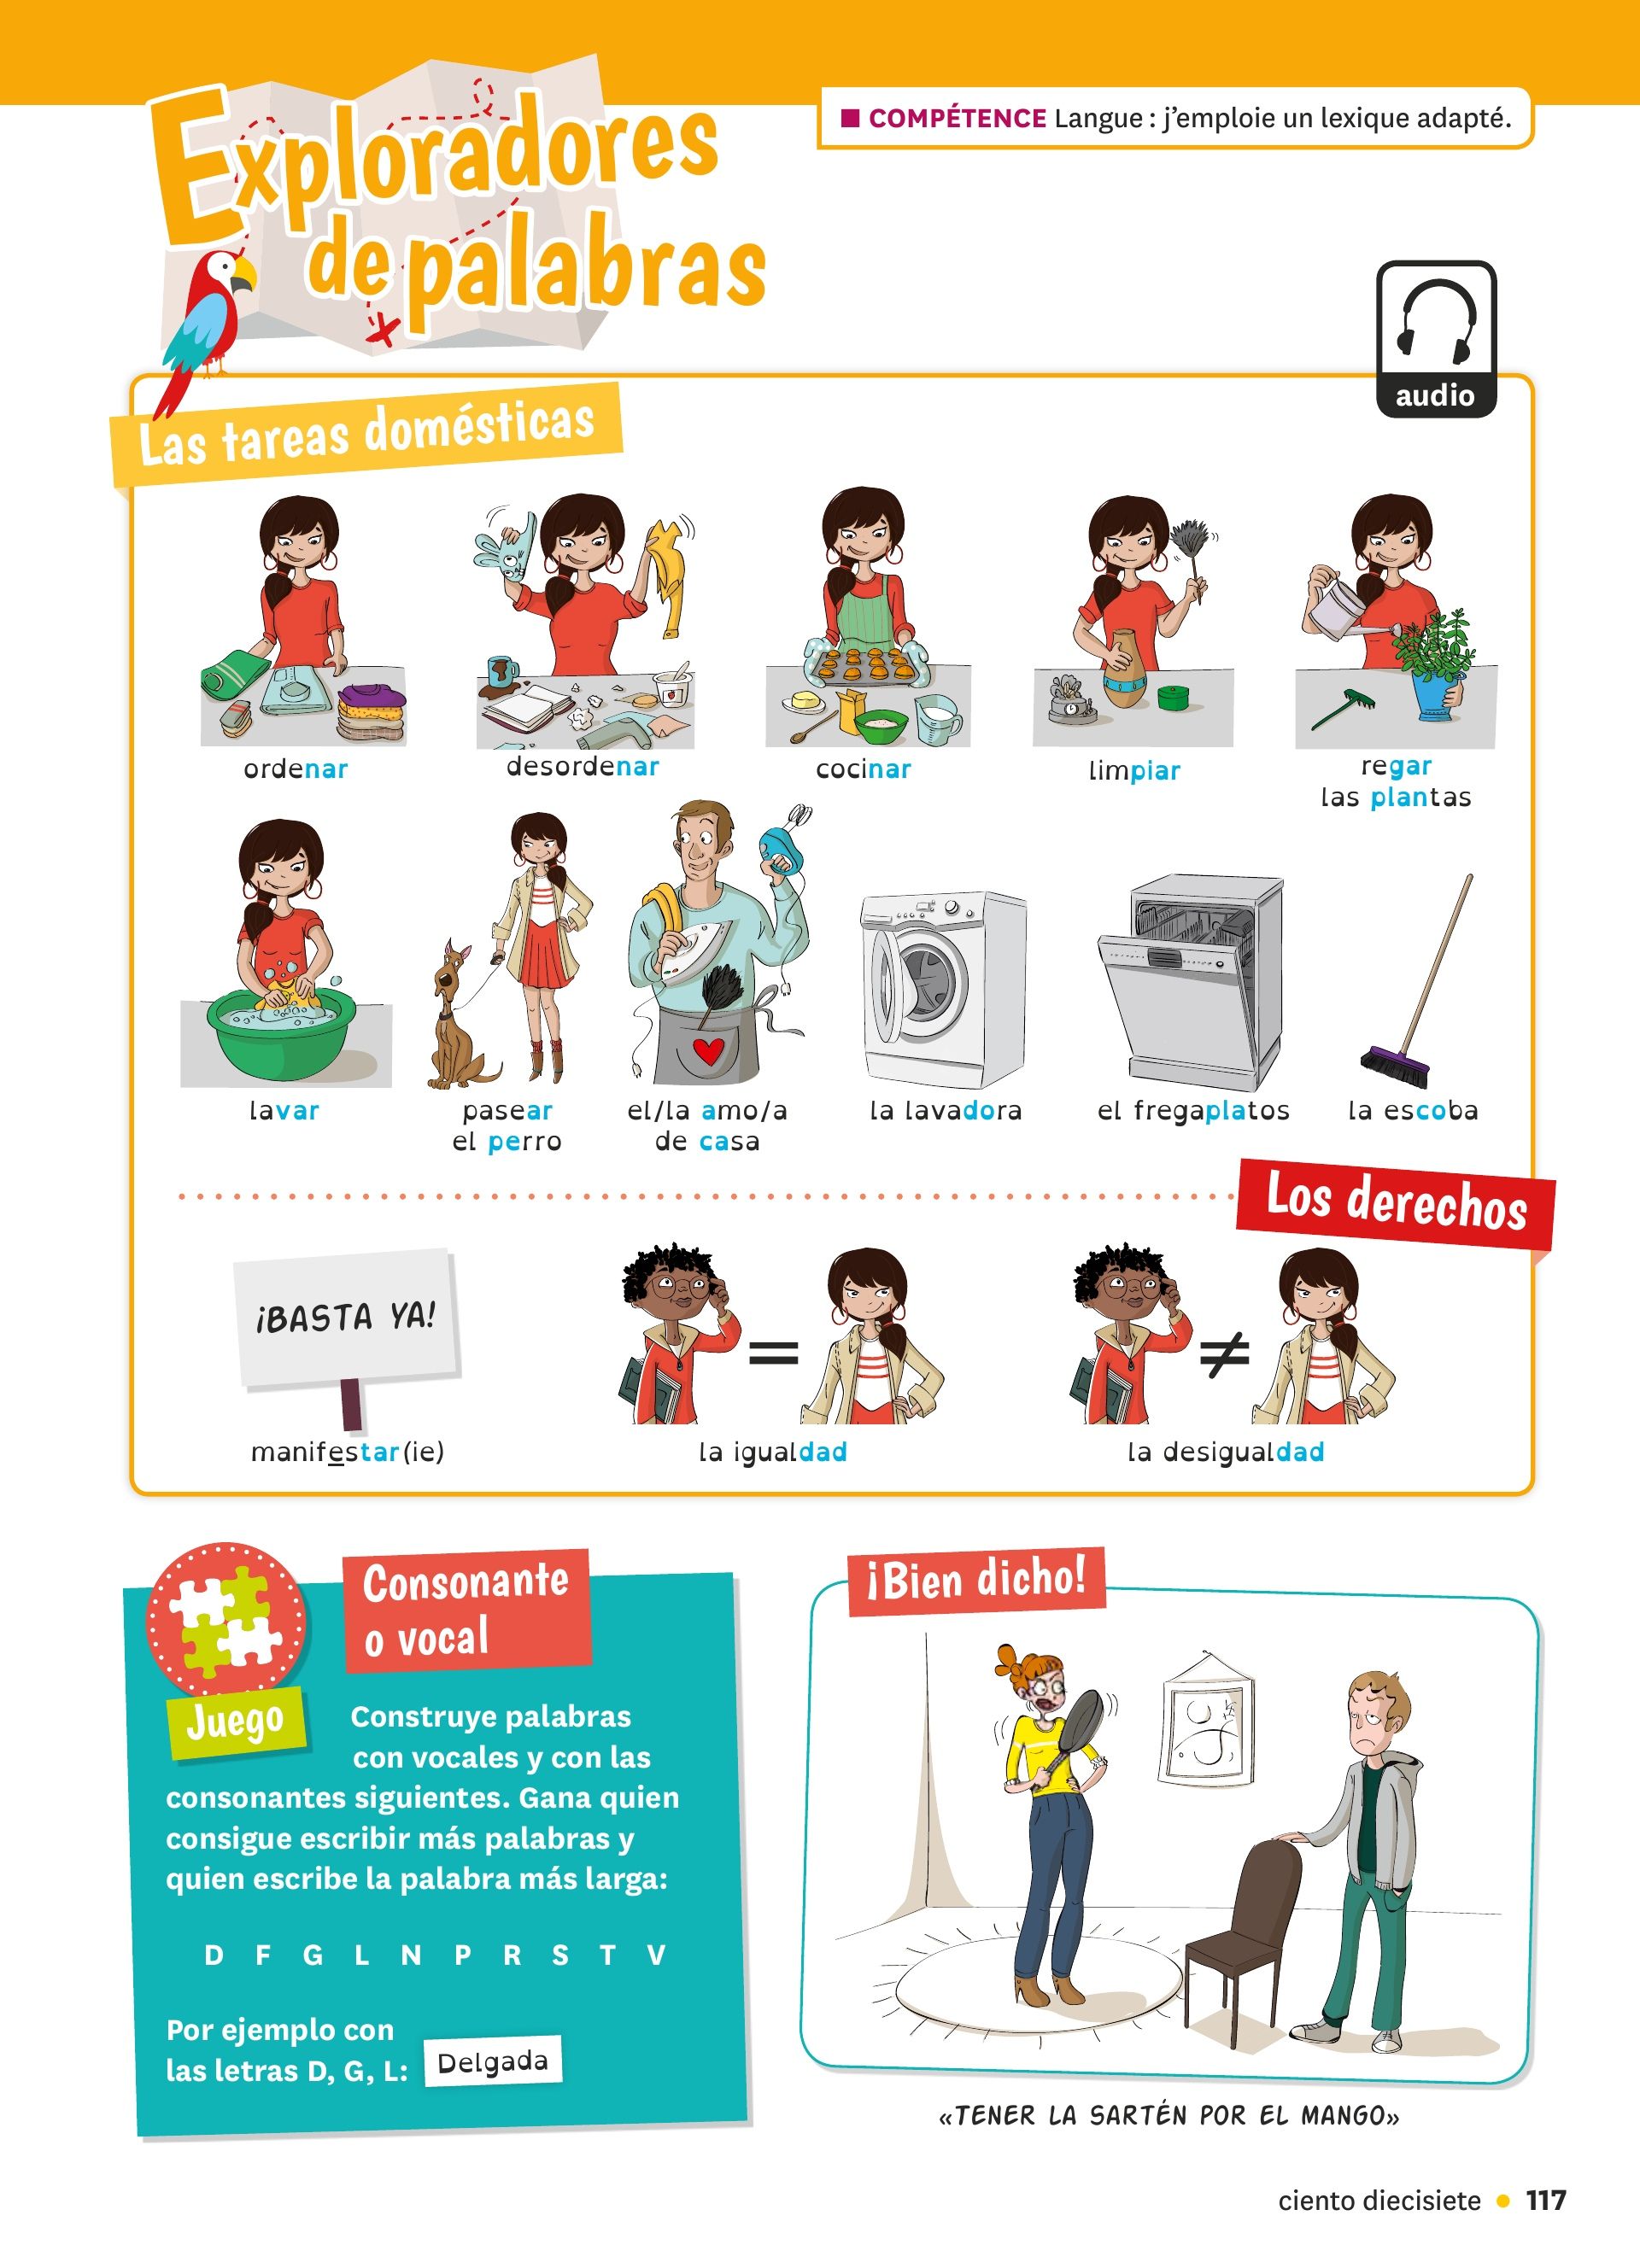 Exploradores
de palabras
■ COMPÉTENCE Langue : j'emploie un lexique adapté.
audio
Las tareas domésticas
ordenar
desordenar
cocinar
limpiar
regar
las plantas
lavar
pasear
el perro
el/la amo/a
de casa
la lavadora
el fregaplatos
la escoba
Los derechos
¡BASTA YA!
=
≠
manifestar(ie)
la igualdad
la desigualdad
Juego
Consonante
o vocal
Construye palabras
con vocales y con las
consonantes siguientes. Gana quien
consigue escribir más palabras y
quien escribe la palabra más larga:
D F G L N P R S T V
Por ejemplo con
las letras D, G, L: Delgada
¡Bien dicho!
«TENER LA SARTÉN POR EL MANGO»
ciento diecisiete • 117